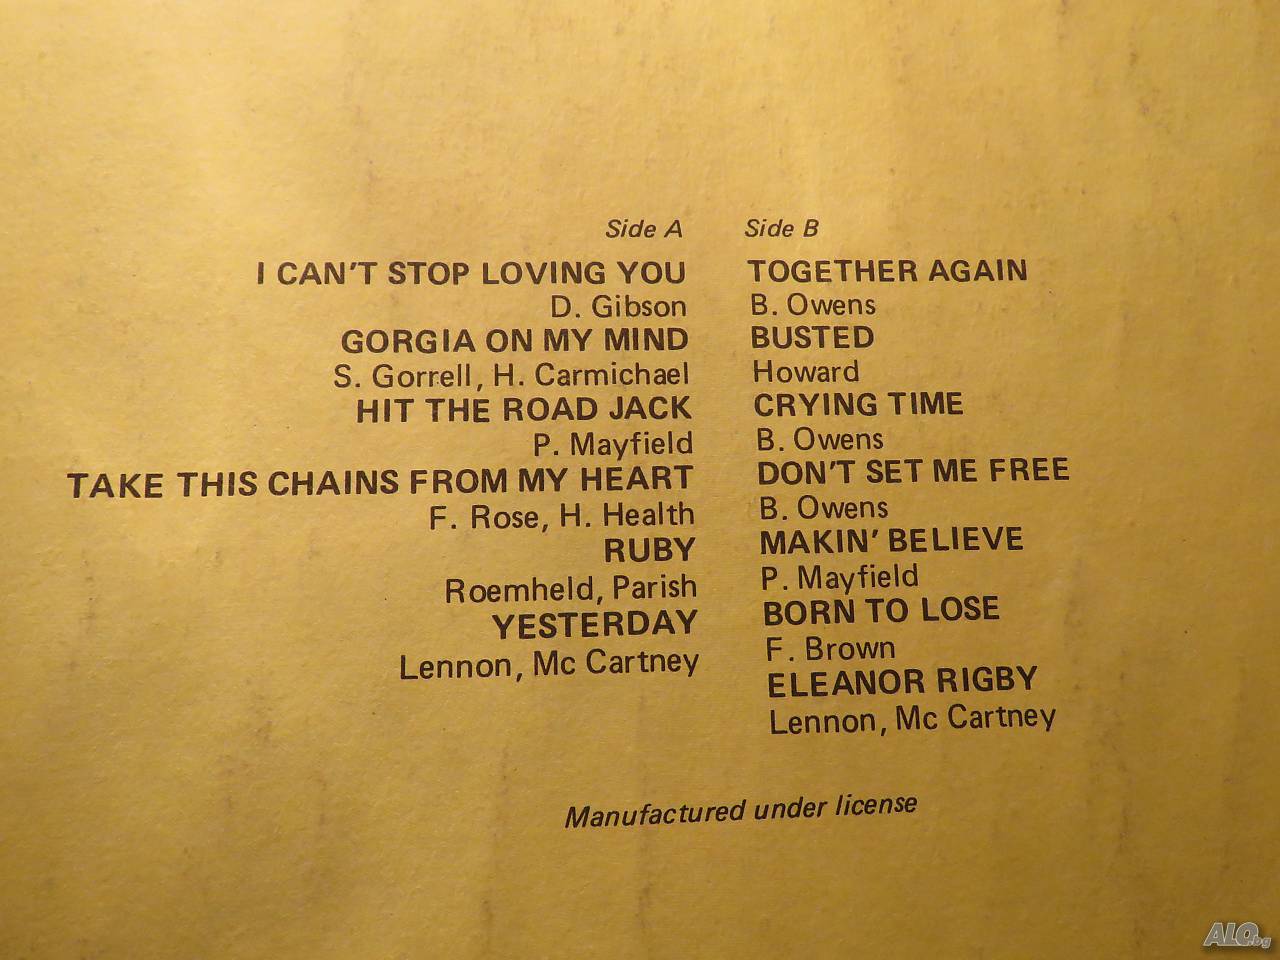 Side A
I CAN'T STOP LOVING YOU
D. Gibson
GORGIA ON MY MIND
S. Gorrell, H. Carmichael
HIT THE ROAD JACK
P. Mayfield
TAKE THIS CHAINS FROM MY HEART
F. Rose, H. Health
RUBY
Roemheld, Parish
YESTERDAY
Lennon, Mc Cartney
Side B
TOGETHER AGAIN
B. Owens
BUSTED
Howard
CRYING TIME
B. Owens
DON'T SET ME FREE
B. Owens
MAKIN' BELIEVE
P. Mayfield
BORN TO LOSE
F. Brown
ELEANOR RIGBY
Lennon, Mc Cartney
Manufactured under license
ALO.bg